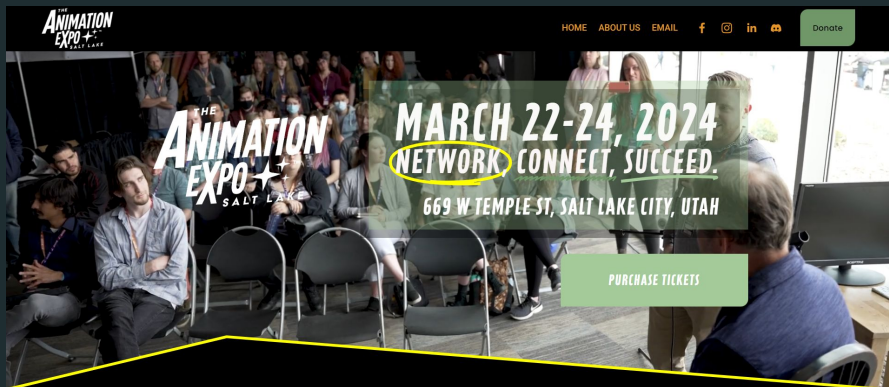 THE
ANIMATION
EXPO
SALT LAKE
HOME ABOUT US EMAIL
Donate
THE
ANIMATION
EXPO
SALT LAKE
MARCH 22-24, 2024
NETWORK, CONNECT, SUCCEED.
669 W TEMPLE ST, SALT LAKE CITY, UTAH
PURCHASE TICKETS